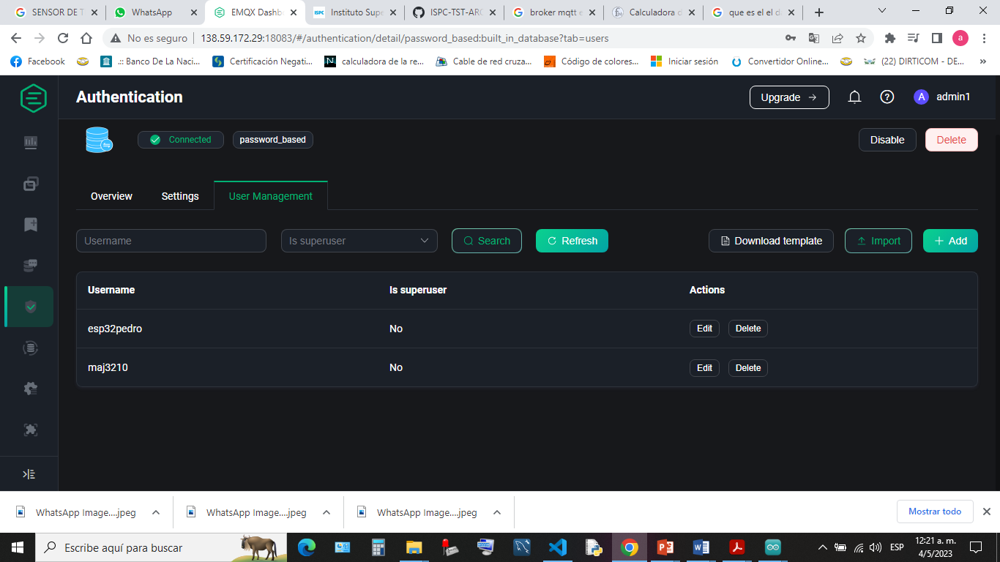 SENSOR DE T
WhatsApp
EMQX Dashb
Instituto Supe
ISPC-TST-ARQ
broker mqtt e
Calculadora d
que es el el d
No es seguro
138.59.172.29:18083/#/authentication/detail/password_based:built_in_database?tab=users
a
Facebook
.:: Banco De La Naci...
Certificación Negati...
calculadora de la re...
Cable de red cruza...
Código de colores...
Iniciar sesión
Convertidor Online...
(22) DIRTICOM - DE...
»
Authentication
Upgrade →
A
admin1
Connected
password_based
Disable
Delete
Overview
Settings
User Management
Username
Is superuser
Search
Refresh
Download template
Import
+ Add
Username
Is superuser
Actions
esp32pedro
No
Edit
Delete
maj3210
No
Edit
Delete
WhatsApp Image....jpeg
WhatsApp Image....jpeg
WhatsApp Image....jpeg
Mostrar todo
Escribe aquí para buscar
ESP
12:21 a. m.
4/5/2023